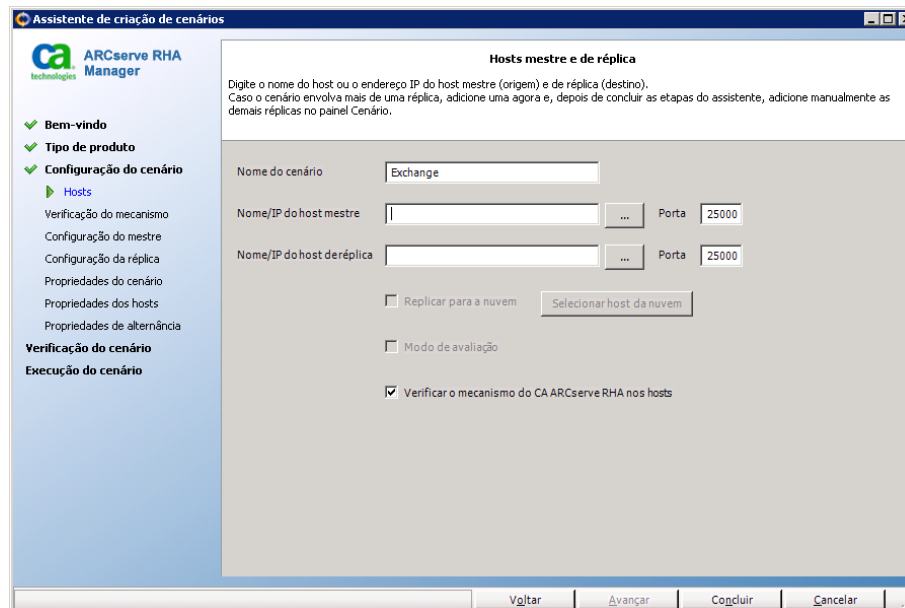 Assistente de criação de cenários
ca
technologies
ARCserve RHA
Manager
Hosts mestre e de réplica
Digite o nome do host ou o endereço IP do host mestre (origem) e de réplica (destino).
Caso o cenário envolva mais de uma réplica, adicione uma agora e, depois de concluir as etapas do assistente, adicione manualmente as
demais réplicas no painel Cenário.
Bem-vindo
Tipo de produto
Configuração do cenário
Hosts
Verificação do mecanismo
Configuração do mestre
Configuração da réplica
Propriedades do cenário
Propriedades dos hosts
Propriedades de alternância
Verificação do cenário
Execução do cenário
Nome do cenário Exchange
Nome/IP do host mestre ... Porta 25000
Nome/IP do host de réplica ... Porta 25000
Replicar para a nuvem Selecionar host da nuvem
Modo de avaliação
Verificar o mecanismo do CA ARCserve RHA nos hosts
Voltar Avançar Concluir Cancelar